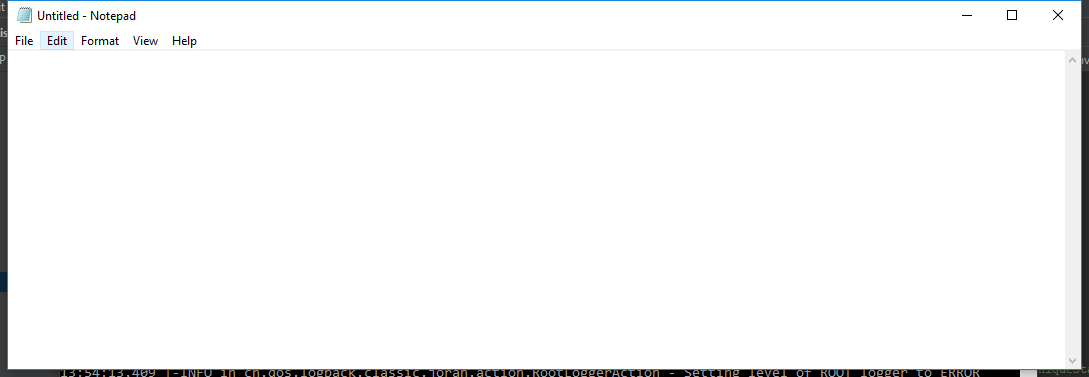 Untitled - Notepad
File Edit Format View Help
13:54:13.409 |-INFO in ch.qos.logback.classic.joran.action.RootLoggerAction - Setting level of ROOT logger to ERROR